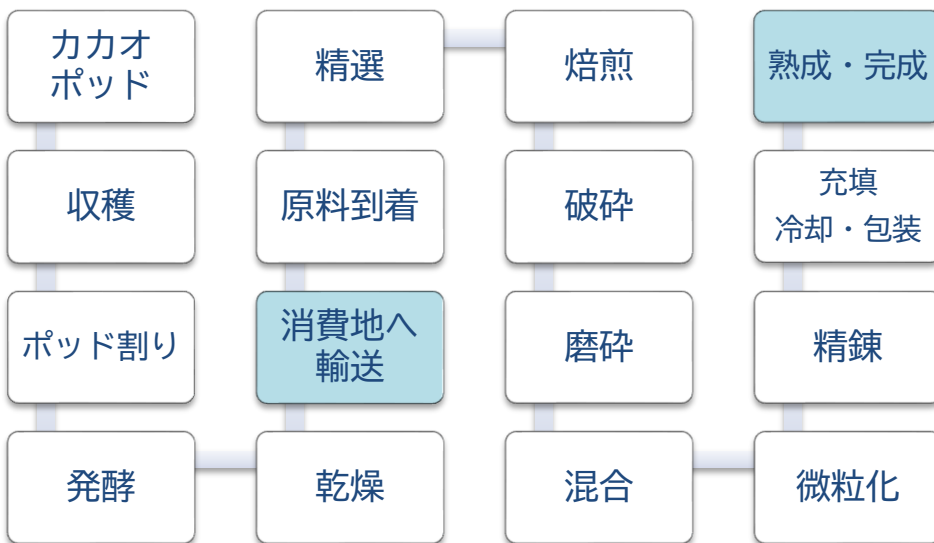 カカオ
ポッド
収穫
ポッド割り
発酵
乾燥
消費地へ
輸送
原料到着
精選
焙煎
破砕
磨砕
混合
微粒化
精錬
充填
冷却・包装
熟成・完成